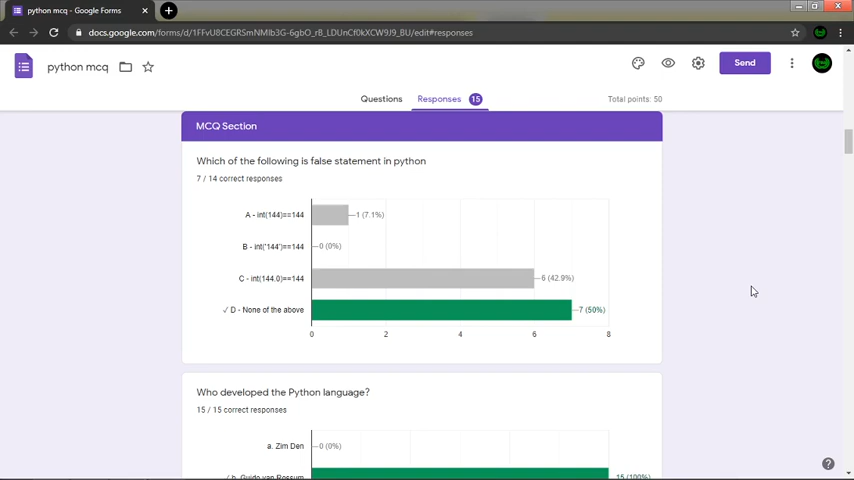 python mcq - Google Forms
docs.google.com/forms/d/1FFvU8CEGRSmNMlb3G-6gbO_rB_LDUnCf0kXCW9J9_BU/edit#responses
python mcq
Send
Questions
Responses 15
Total points: 50
MCQ Section
Which of the following is false statement in python
7 / 14 correct responses
A - int(144)==144
1 (7.1%)
B - int('144')==144
0 (0%)
C - int(144.0)==144
6 (42.9%)
✓ D - None of the above
7 (50%)
0 2 4 6 8
Who developed the Python language?
15 / 15 correct responses
a. Zim Den
0 (0%)
✓ b. Guido van Rossum
15 (100%)